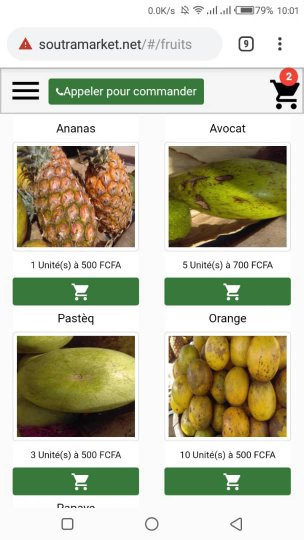 0.0K/s 79% 10:01
soutramarket.net/#/fruits 9
Appeler pour commander 2
Ananas Avocat
1 Unité(s) à 500 FCFA 5 Unité(s) à 700 FCFA
Pastèq Orange
3 Unité(s) à 500 FCFA 10 Unité(s) à 500 FCFA